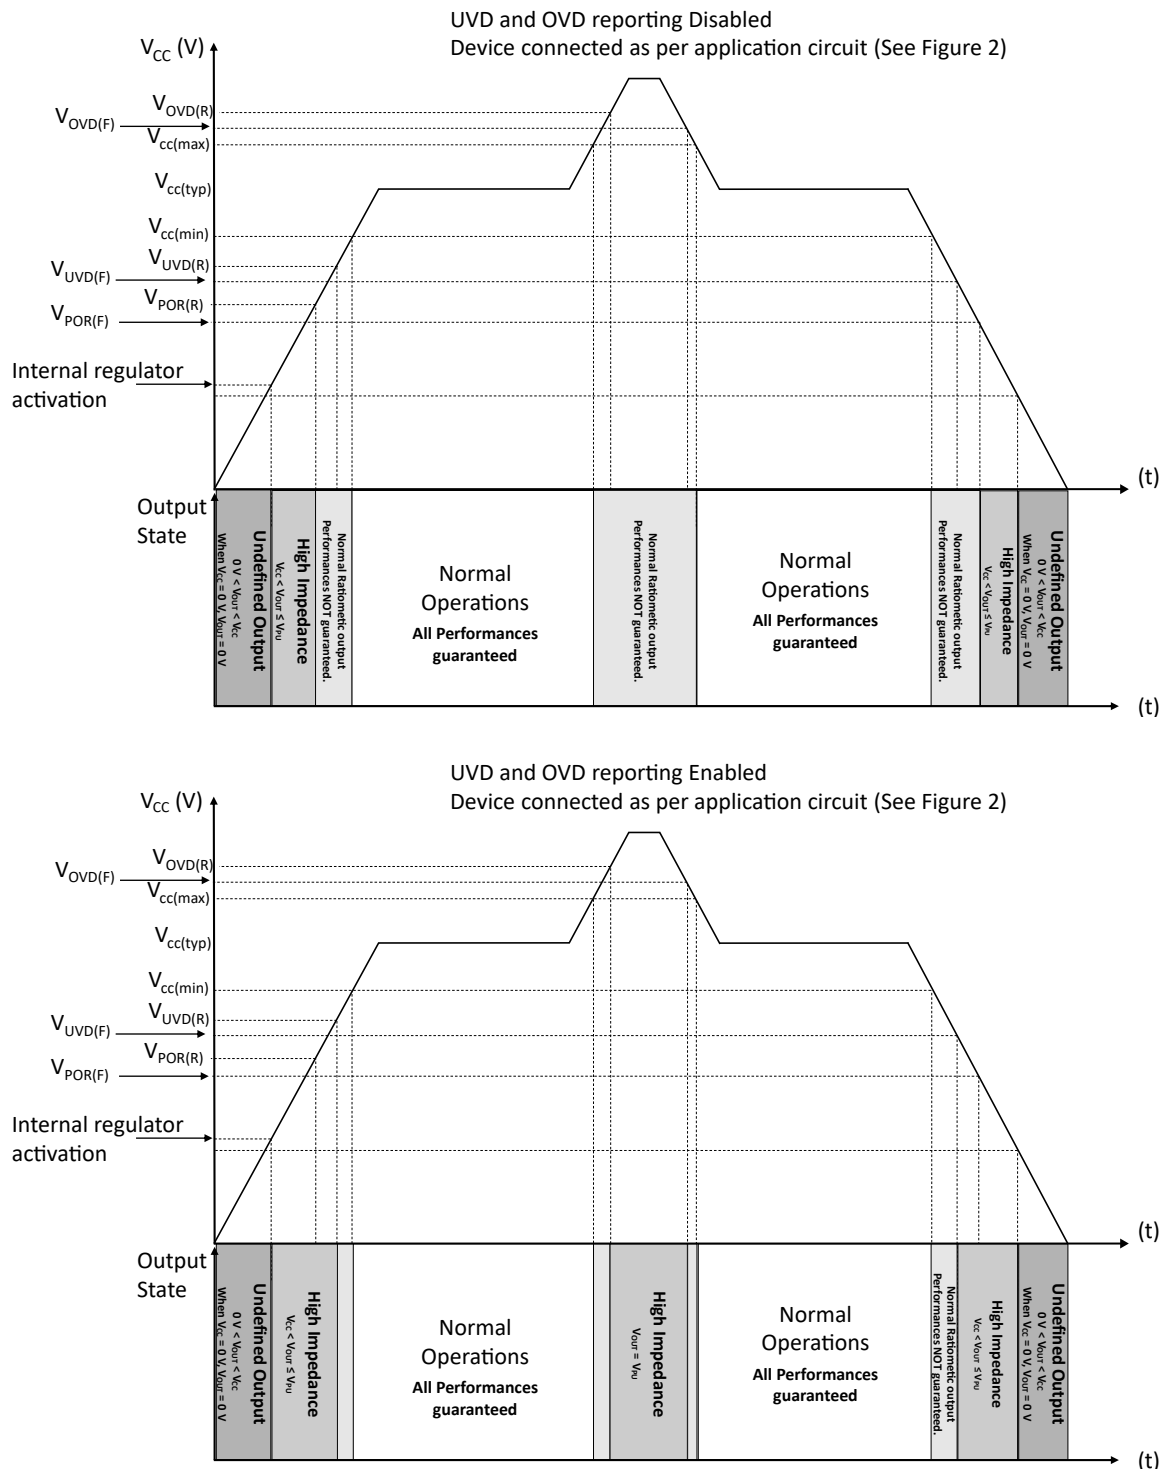 UVD and OVD reporting Disabled
Device connected as per application circuit (See Figure 2)
VCC (V)
VOVD(R)
VOVD(F)
Vcc(max)
Vcc(typ)
Vcc(min)
VUVD(R)
VUVD(F)
VPOR(R)
VPOR(F)
Internal regulator
activation
(t)
Output
State
Undefined Output
0 V < VOUT < VCC
When VCC = 0 V, VOUT = 0 V
High Impedance
VCC < VOUT ≤ VPU
Normal Ratiometic output
Performances NOT guaranteed.
Normal
Operations
All Performances
guaranteed
Normal Ratiometic output
Performances NOT guaranteed.
Normal
Operations
All Performances
guaranteed
Normal Ratiometic output
Performances NOT guaranteed.
High Impedance
VCC < VOUT ≤ VPU
Undefined Output
0 V < VOUT < VCC
When VCC = 0 V, VOUT = 0 V
(t)
UVD and OVD reporting Enabled
Device connected as per application circuit (See Figure 2)
VCC (V)
VOVD(R)
VOVD(F)
Vcc(max)
Vcc(typ)
Vcc(min)
VUVD(R)
VUVD(F)
VPOR(R)
VPOR(F)
Internal regulator
activation
(t)
Output
State
Undefined Output
0 V < VOUT < VCC
When VCC = 0 V, VOUT = 0 V
High Impedance
VCC < VOUT ≤ VPU
Normal
Operations
All Performances
guaranteed
High Impedance
VOUT = VPU
Normal
Operations
All Performances
guaranteed
Normal Ratiometic output
Performances NOT guaranteed.
High Impedance
VCC < VOUT ≤ VPU
Undefined Output
0 V < VOUT < VCC
When VCC = 0 V, VOUT = 0 V
(t)